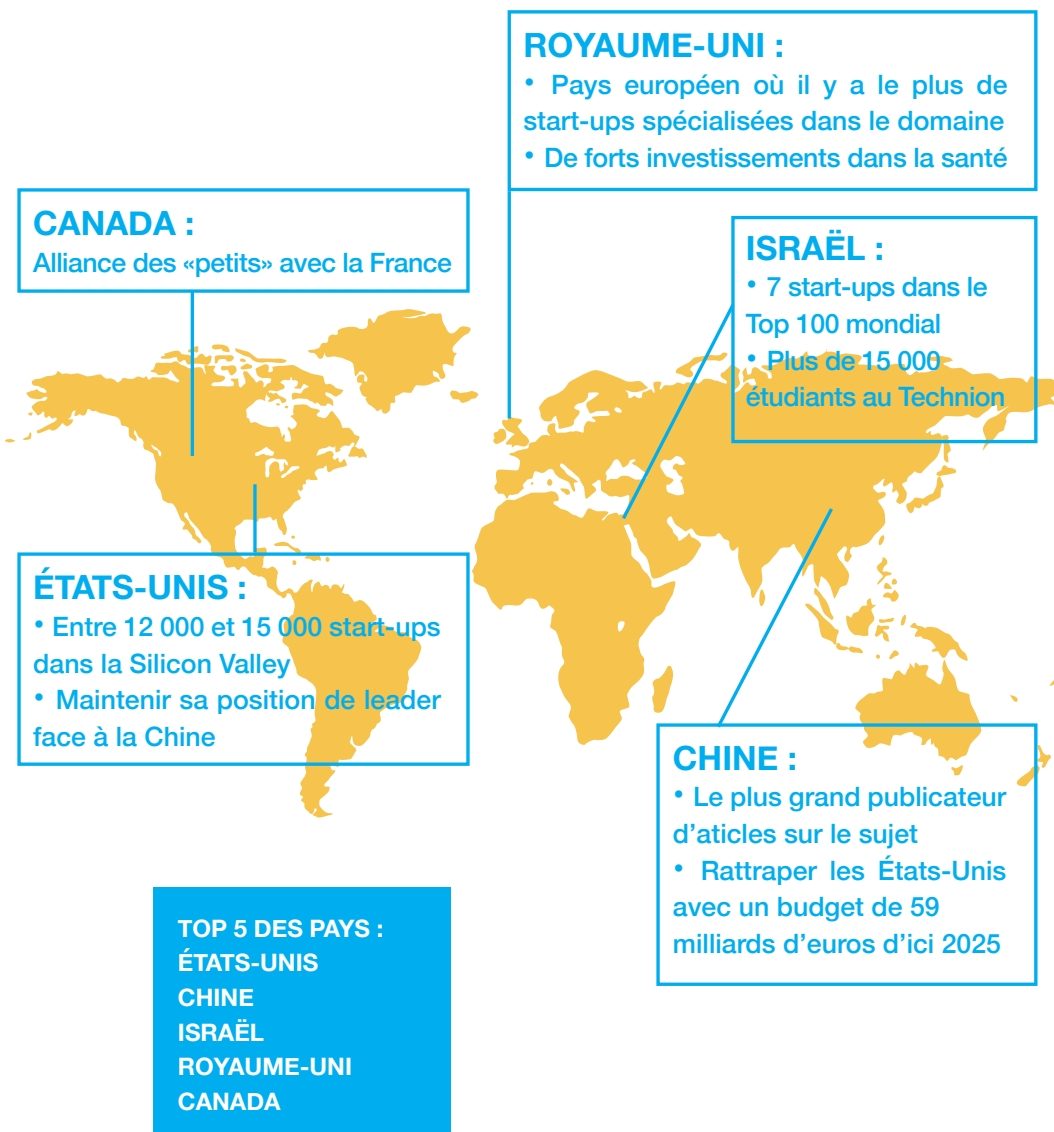 ROYAUME-UNI :
• Pays européen où il y a le plus de
start-ups spécialisées dans le domaine
• De forts investissements dans la santé
CANADA :
Alliance des «petits» avec la France
ISRAËL :
• 7 start-ups dans le
Top 100 mondial
• Plus de 15 000
étudiants au Technion
ÉTATS-UNIS :
• Entre 12 000 et 15 000 start-ups
dans la Silicon Valley
• Maintenir sa position de leader
face à la Chine
CHINE :
• Le plus grand publicateur
d’aticles sur le sujet
• Rattraper les États-Unis
avec un budget de 59
milliards d’euros d’ici 2025
TOP 5 DES PAYS :
ÉTATS-UNIS
CHINE
ISRAËL
ROYAUME-UNI
CANADA